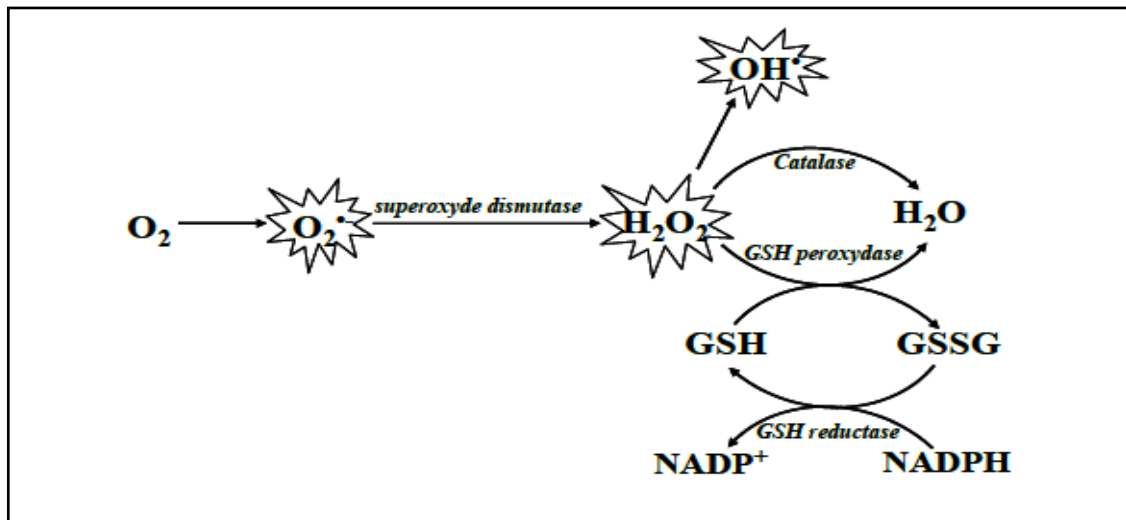 OH•
Catalase
O₂
O₂•-
superoxyde dismutase
H₂O₂
H₂O
GSH peroxydase
GSH
GSSG
GSH reductase
NADP⁺
NADPH